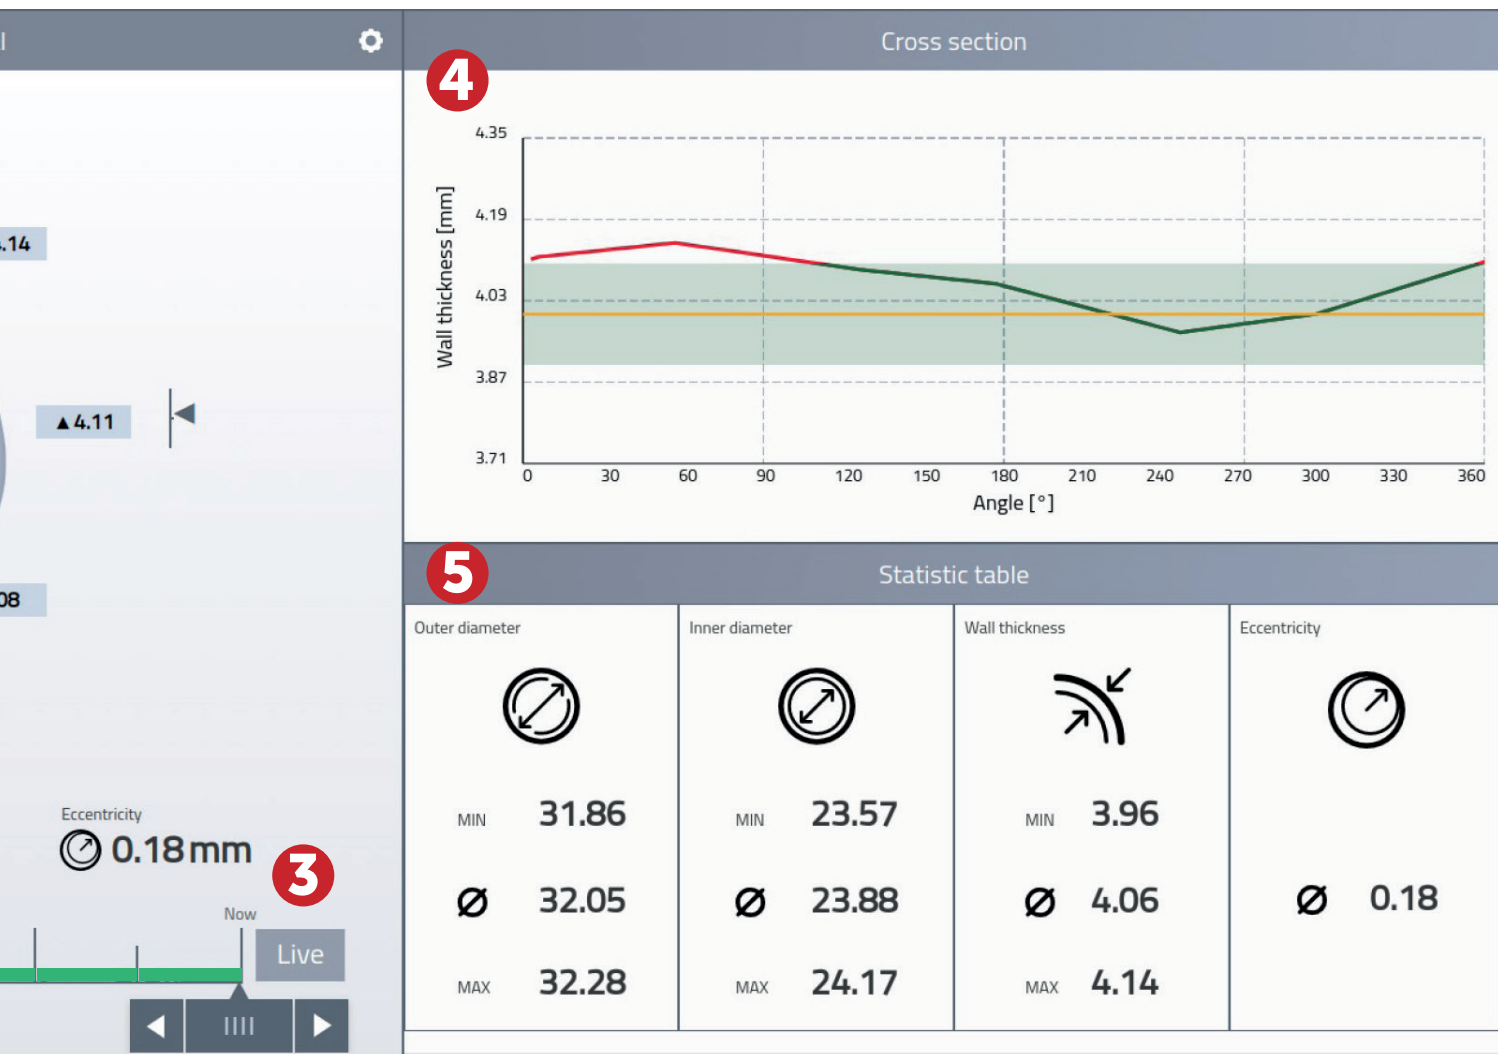 l
Cross section
4
4.35
4.19
4.03
3.87
3.71
Wall thickness [mm]
0 30 60 90 120 150 180 210 240 270 300 330 360
Angle [°]
.14
▲4.11
08
Eccentricity
0.18 mm
3
Now
Live
5
Statistic table
Outer diameter
MIN 31.86
Ø 32.05
MAX 32.28
Inner diameter
MIN 23.57
Ø 23.88
MAX 24.17
Wall thickness
MIN 3.96
Ø 4.06
MAX 4.14
Eccentricity
Ø 0.18